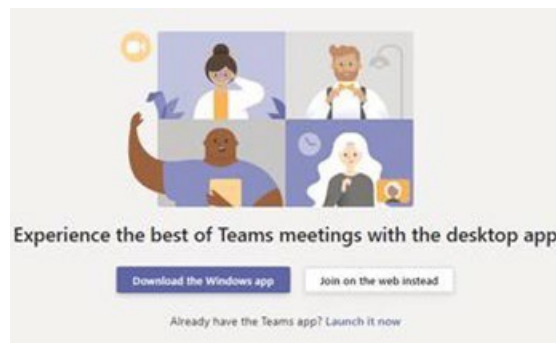 Experience the best of Teams meetings with the desktop app
Download the Windows app
Join on the web instead
Already have the Teams app? Launch it now